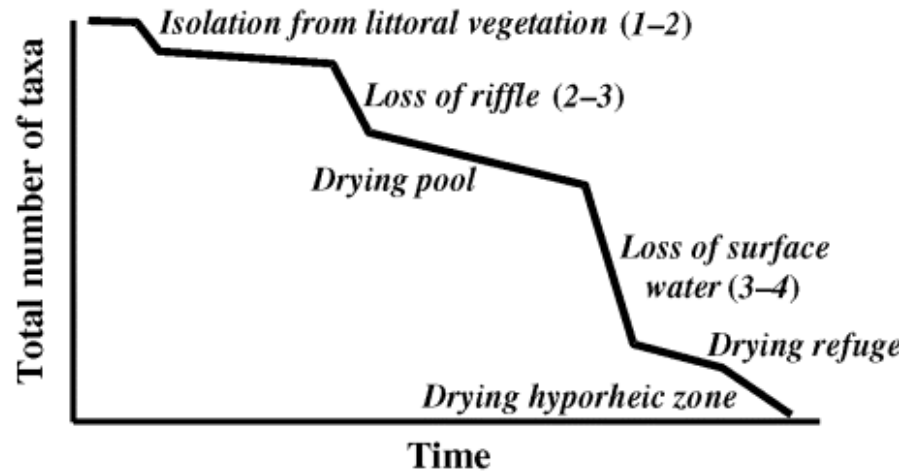 Total number of taxa
Isolation from littoral vegetation (1–2)
Loss of riffle (2–3)
Drying pool
Loss of surface
water (3–4)
Drying refuge
Drying hyporheic zone
Time